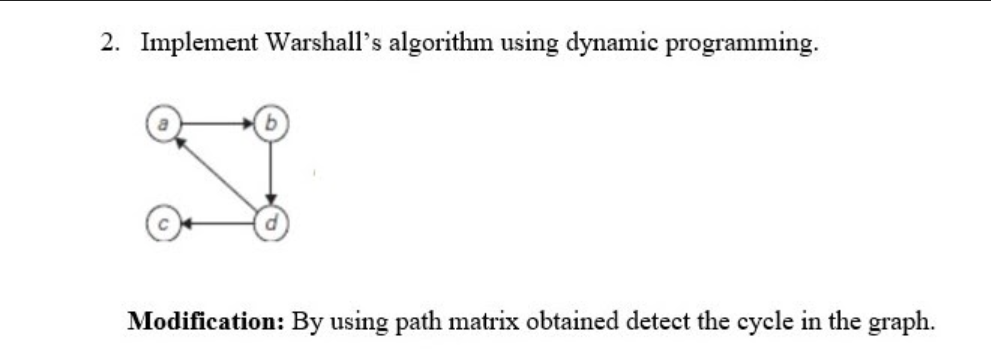 2. Implement Warshall’s algorithm using dynamic programming.
a b
c d
Modification: By using path matrix obtained detect the cycle in the graph.